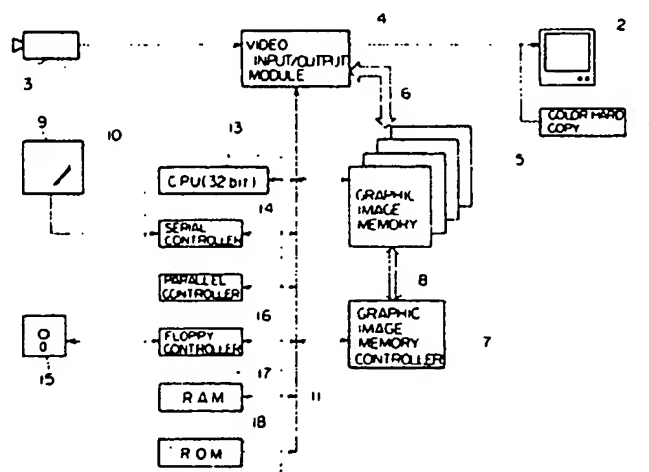 4
2
VIDEO
INPUT/OUTPUT
MODULE
3
6
COLOR HARD
COPY
9
10
13
5
CPU(32bit)
GRAPHIC
IMAGE
MEMORY
14
SERIAL
CONTROLLER
PARALLEL
CONTROLLER
8
16
GRAPHIC
IMAGE
MEMORY
CONTROLLER
7
FLOPPY
CONTROLLER
15
17
RAM
11
18
ROM